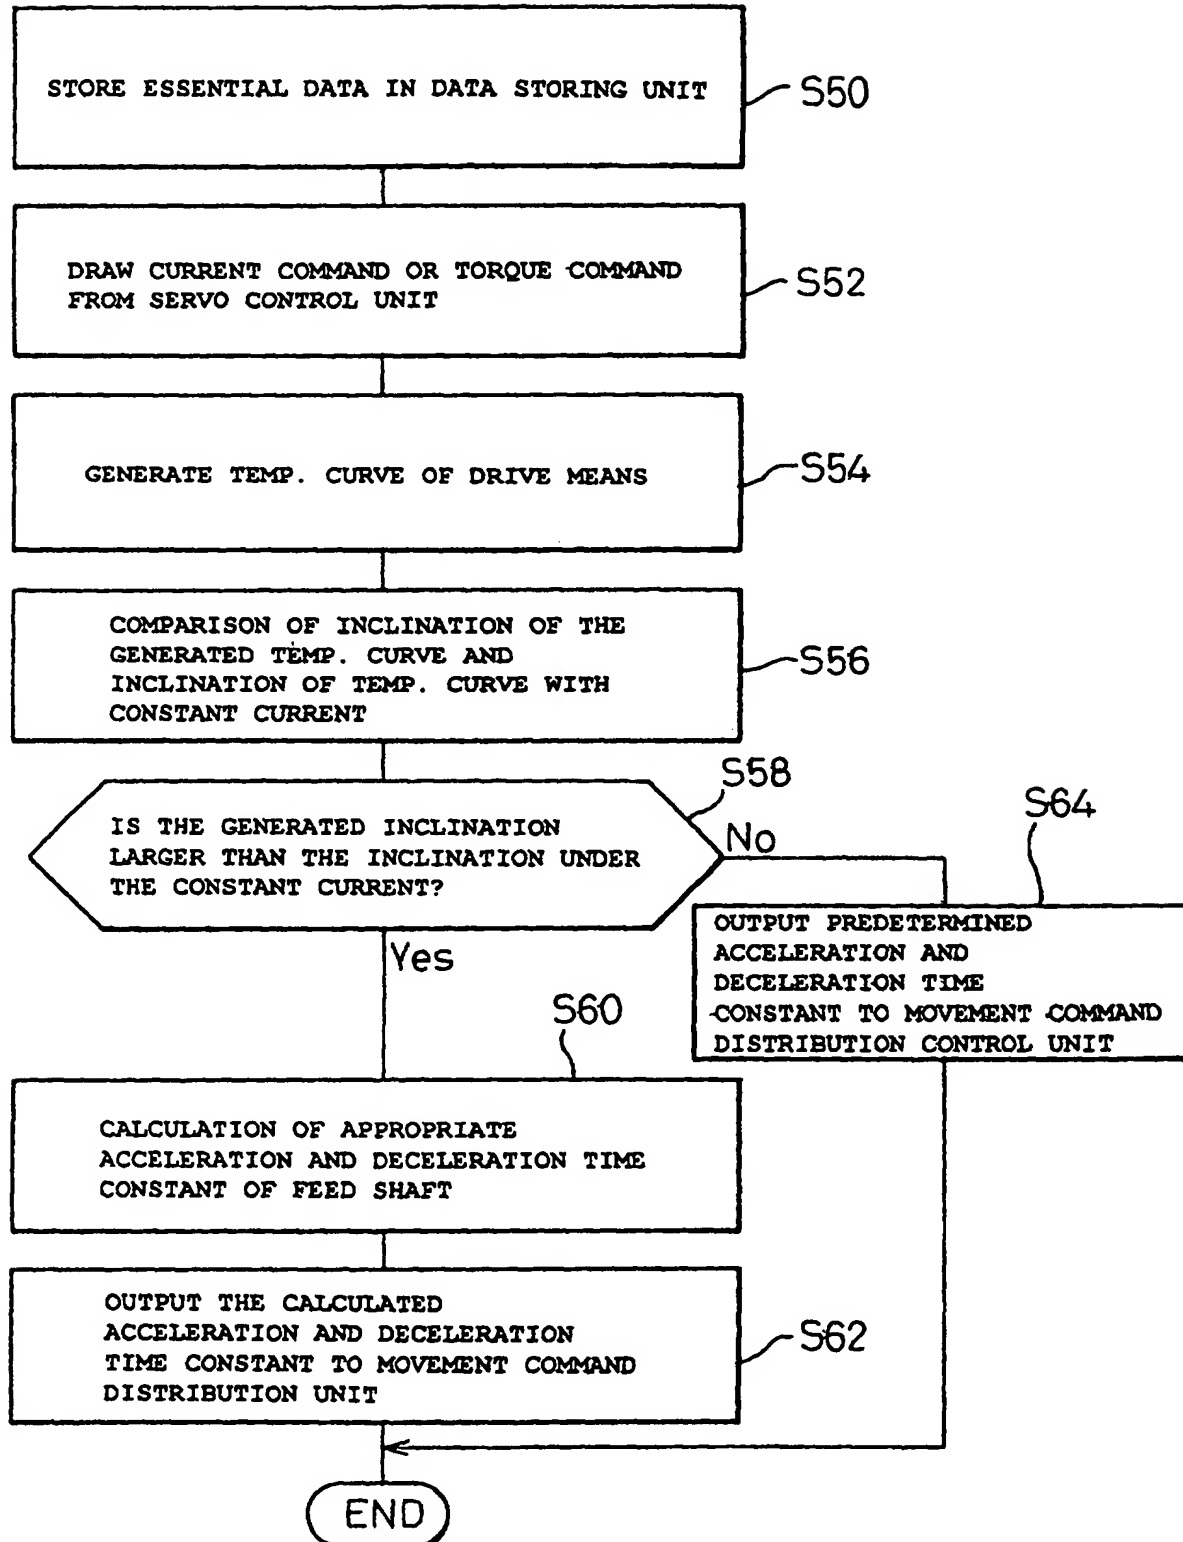 STORE ESSENTIAL DATA IN DATA STORING UNIT
S50
DRAW CURRENT COMMAND OR TORQUE COMMAND
FROM SERVO CONTROL UNIT
S52
GENERATE TEMP. CURVE OF DRIVE MEANS
S54
COMPARISON OF INCLINATION OF THE
GENERATED TEMP. CURVE AND
INCLINATION OF TEMP. CURVE WITH
CONSTANT CURRENT
S56
S58
IS THE GENERATED INCLINATION
LARGER THAN THE INCLINATION UNDER
THE CONSTANT CURRENT?
No
Yes
S64
OUTPUT PREDETERMINED
ACCELERATION AND
DECELERATION TIME
CONSTANT TO MOVEMENT COMMAND
DISTRIBUTION CONTROL UNIT
S60
CALCULATION OF APPROPRIATE
ACCELERATION AND DECELERATION TIME
CONSTANT OF FEED SHAFT
OUTPUT THE CALCULATED
ACCELERATION AND DECELERATION
TIME CONSTANT TO MOVEMENT COMMAND
DISTRIBUTION UNIT
S62
END